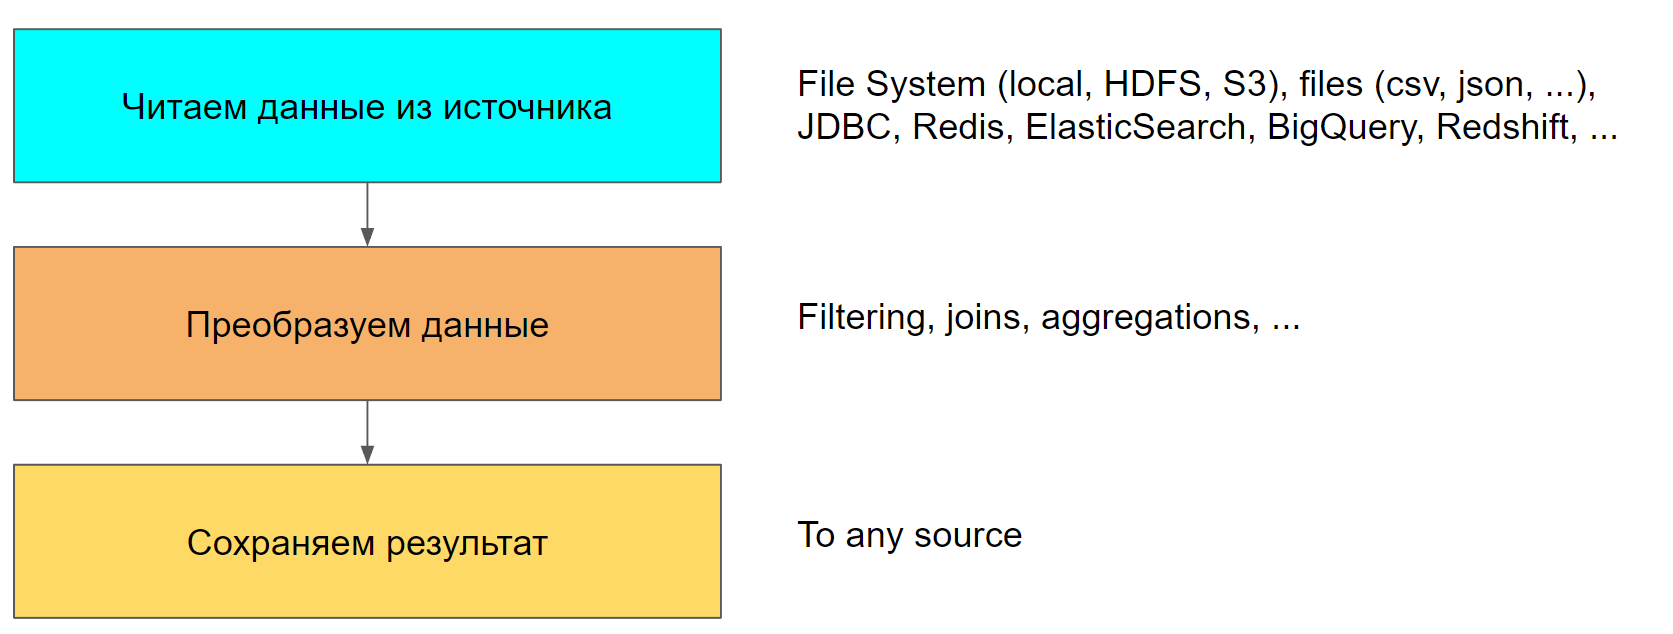 Читаем данные из источника
File System (local, HDFS, S3), files (csv, json, ...),
JDBC, Redis, ElasticSearch, BigQuery, Redshift, ...
Преобразуем данные
Filtering, joins, aggregations, ...
Сохраняем результат
To any source